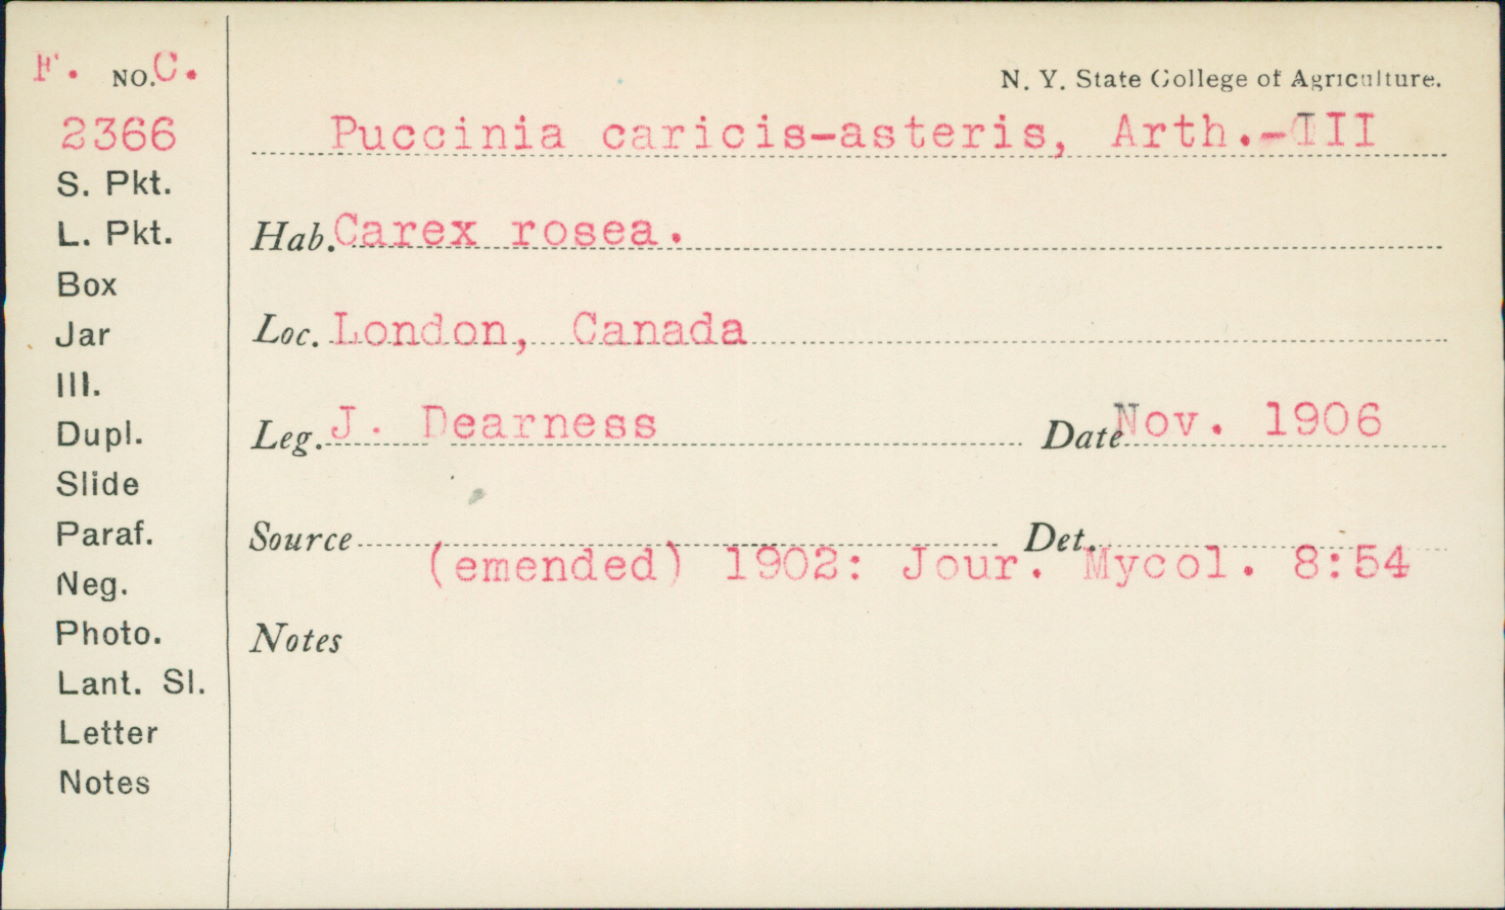 F. NO. C.
N. Y. State College of Agriculture.
2366
Puccinia caricis-asteris, Arth.-III
S. Pkt.
L. Pkt.
Hab. Carex rosea.
Box
Jar
Loc. London, Canada
Ill.
Dupl.
Leg. J. Dearness Date Nov. 1906
Slide
Paraf.
Source Det.
(emended) 1902: Jour. Mycol. 8:54
Neg.
Photo.
Notes
Lant. Sl.
Letter
Notes